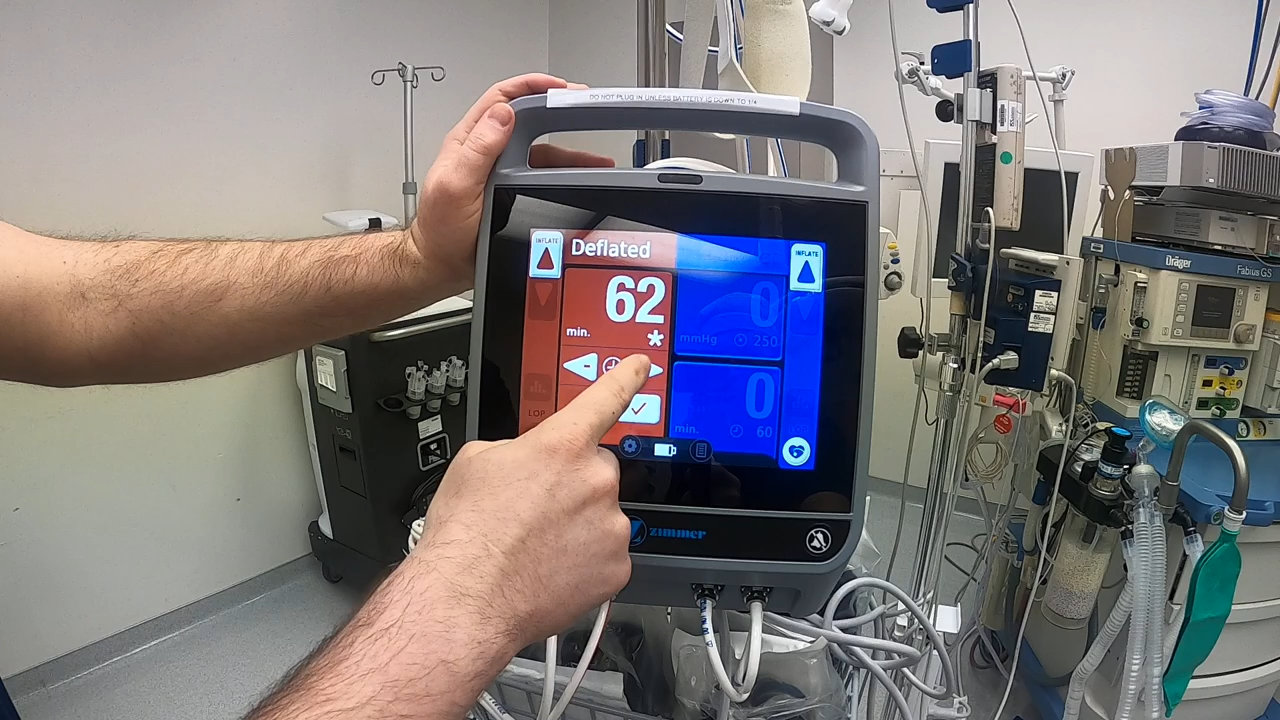 DO NOT PLUG IN UNLESS BATTERY IS DOWN TO 1/4
INFLATE
Deflated
INFLATE
62
min.
*
0
mmHg 250
-
LOP
0
min. 60
zimmer
Dräger
Fabius GS